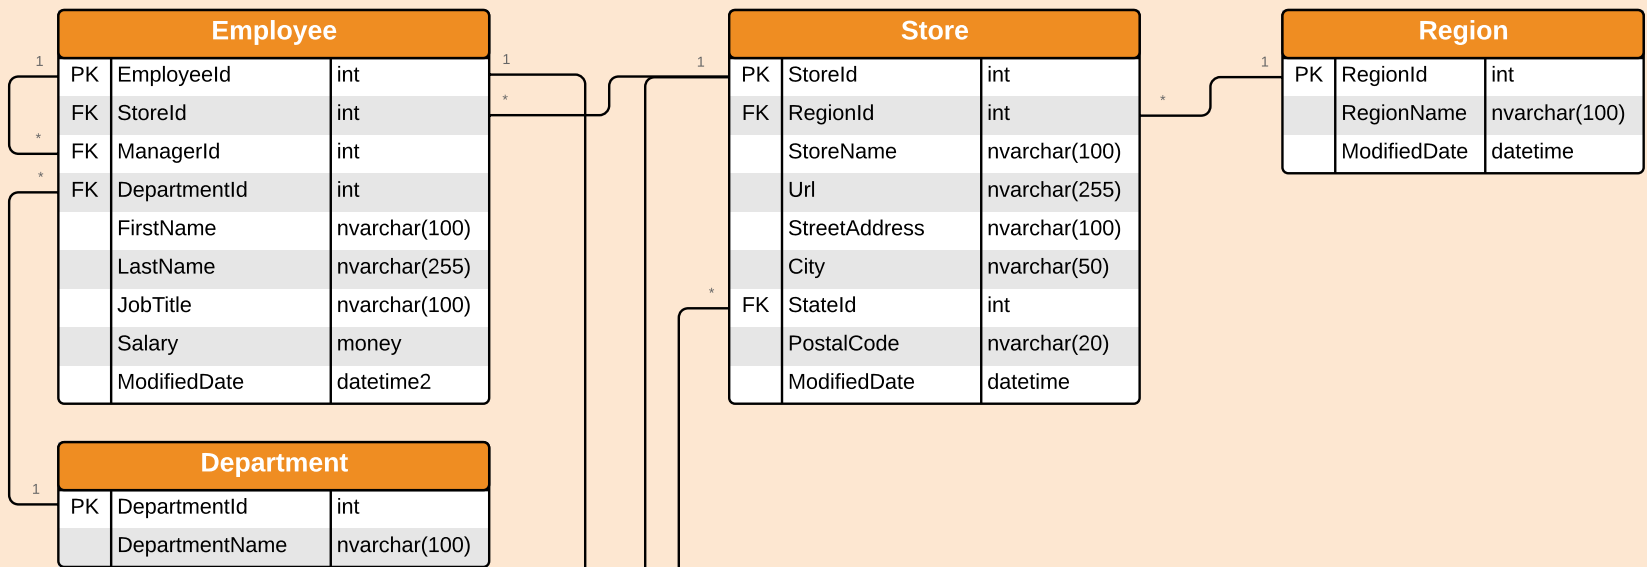 Employee
1
PK EmployeeId int
1
FK StoreId int
*
FK ManagerId int
*
FK DepartmentId int
*
FirstName nvarchar(100)
LastName nvarchar(255)
JobTitle nvarchar(100)
Salary money
ModifiedDate datetime2
Department
1
PK DepartmentId int
DepartmentName nvarchar(100)
Store
1
PK StoreId int
FK RegionId int
*
StoreName nvarchar(100)
Url nvarchar(255)
StreetAddress nvarchar(100)
City nvarchar(50)
*
FK StateId int
PostalCode nvarchar(20)
ModifiedDate datetime
Region
1
PK RegionId int
RegionName nvarchar(100)
ModifiedDate datetime